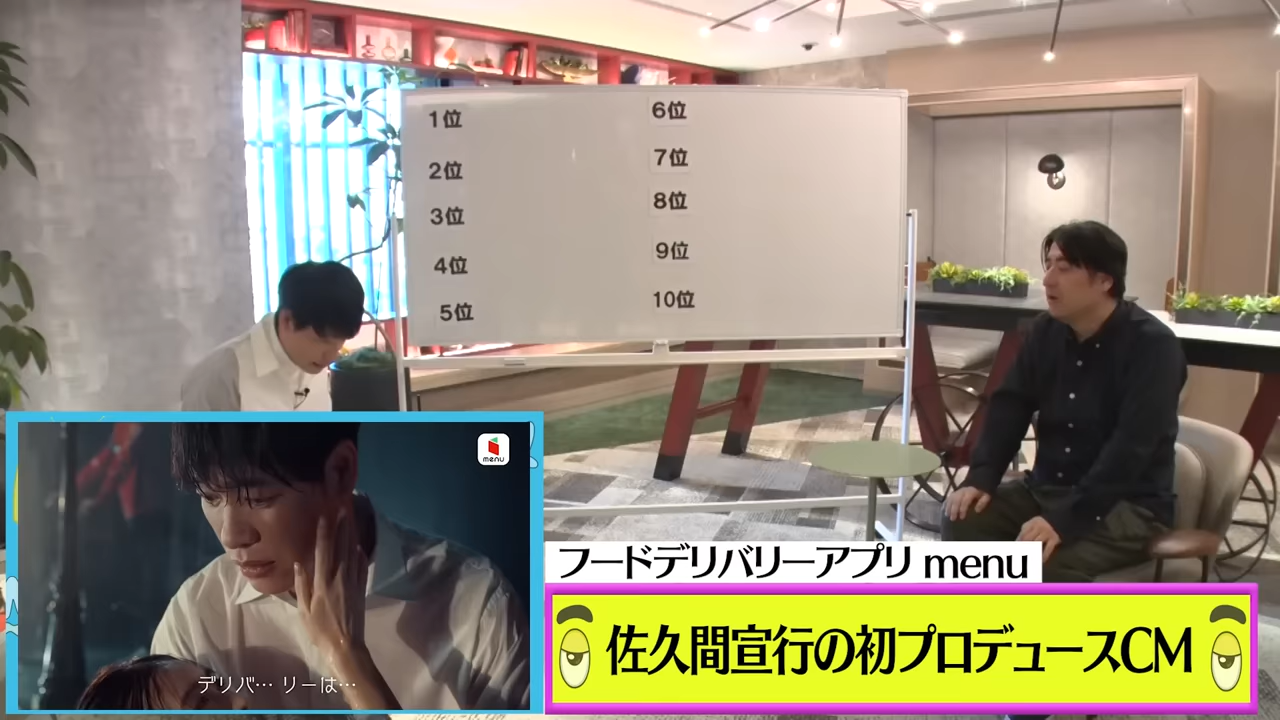 1位
2位
3位
4位
5位
6位
7位
8位
9位
10位
menu
デリバ… リーは…
フードデリバリーアプリ menu
佐久間宣行の初プロデュースCM